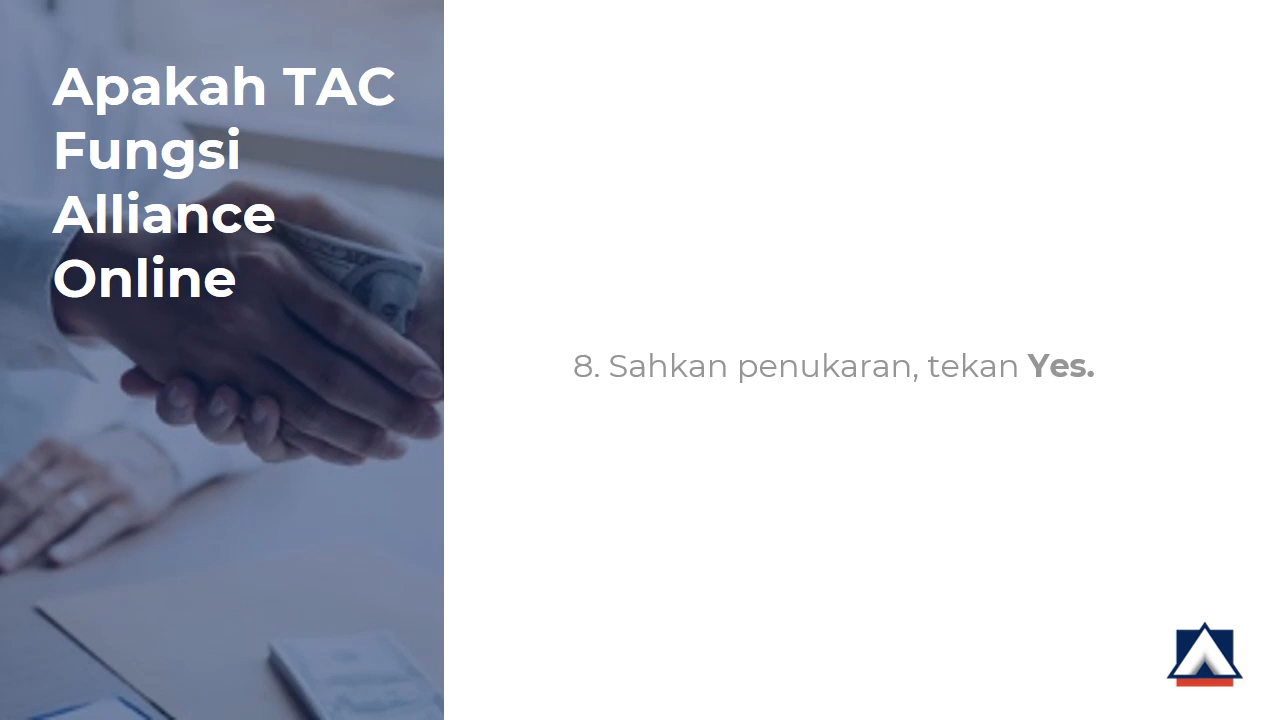 Apakah TAC
Fungsi
Alliance
Online
8. Sahkan penukaran, tekan Yes.